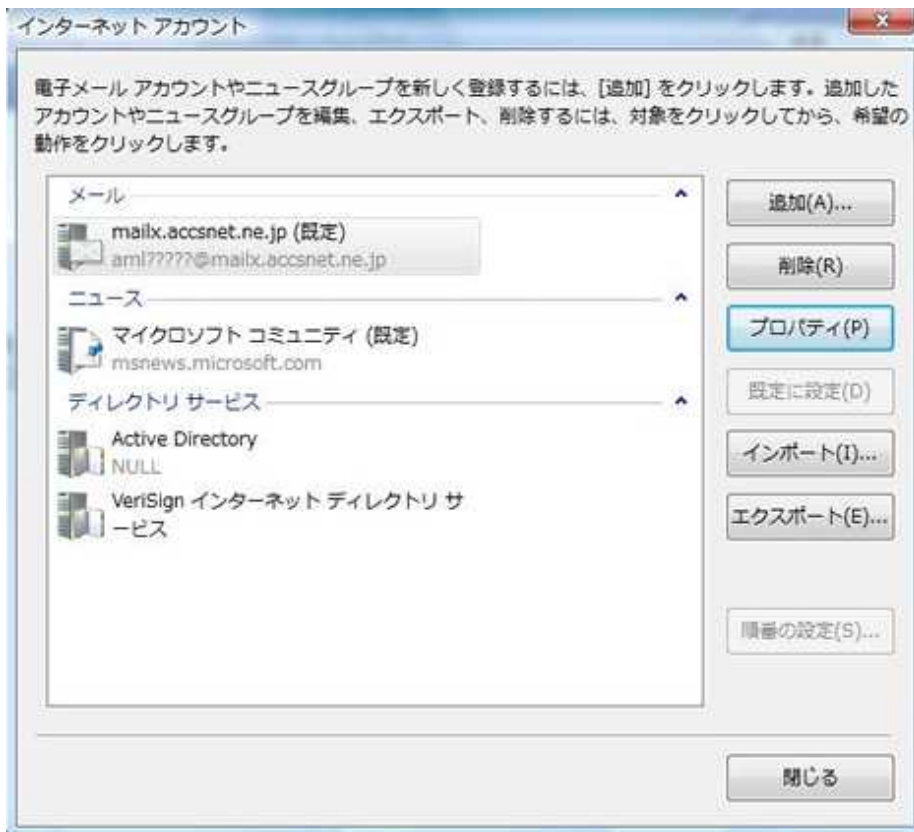 インターネット アカウント
電子メール アカウントやニュースグループを新しく登録するには、[追加] をクリックします。追加した
アカウントやニュースグループを編集、エクスポート、削除するには、対象をクリックしてから、希望の
動作をクリックします。
メール
mailx.accsnet.ne.jp (既定)
aml?????@mailx.accsnet.ne.jp
ニュース
マイクロソフト コミュニティ (既定)
msnews.microsoft.com
ディレクトリ サービス
Active Directory
NULL
VeriSign インターネット ディレクトリ サ
ービス
追加(A)...
削除(R)
プロパティ(P)
既定に設定(D)
インポート(I)...
エクスポート(E)...
順番の設定(S)...
閉じる